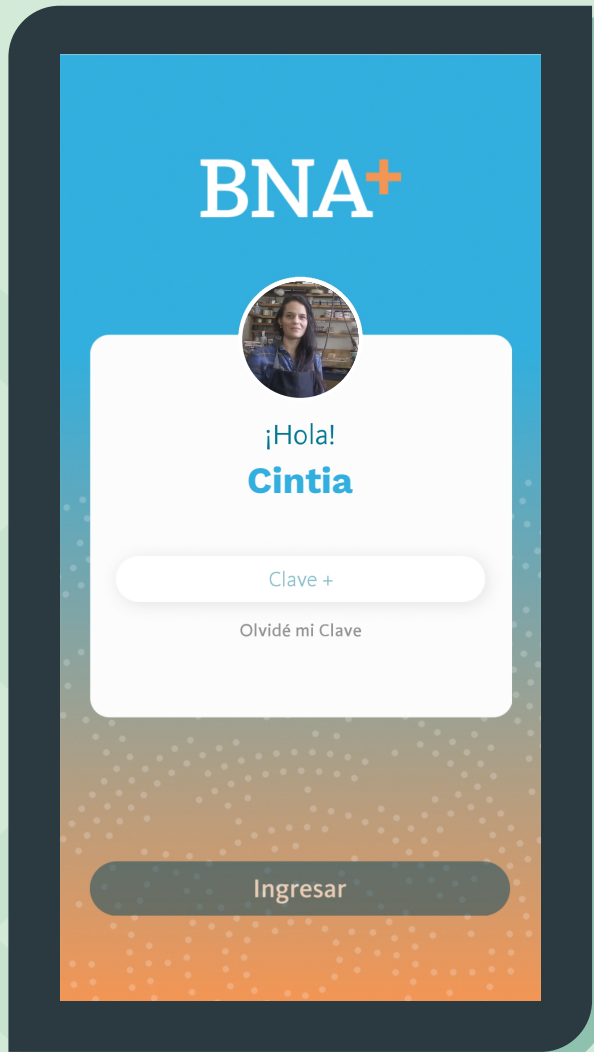 BNA+
¡Hola!
Cintia
Clave +
Olvidé mi Clave
Ingresar